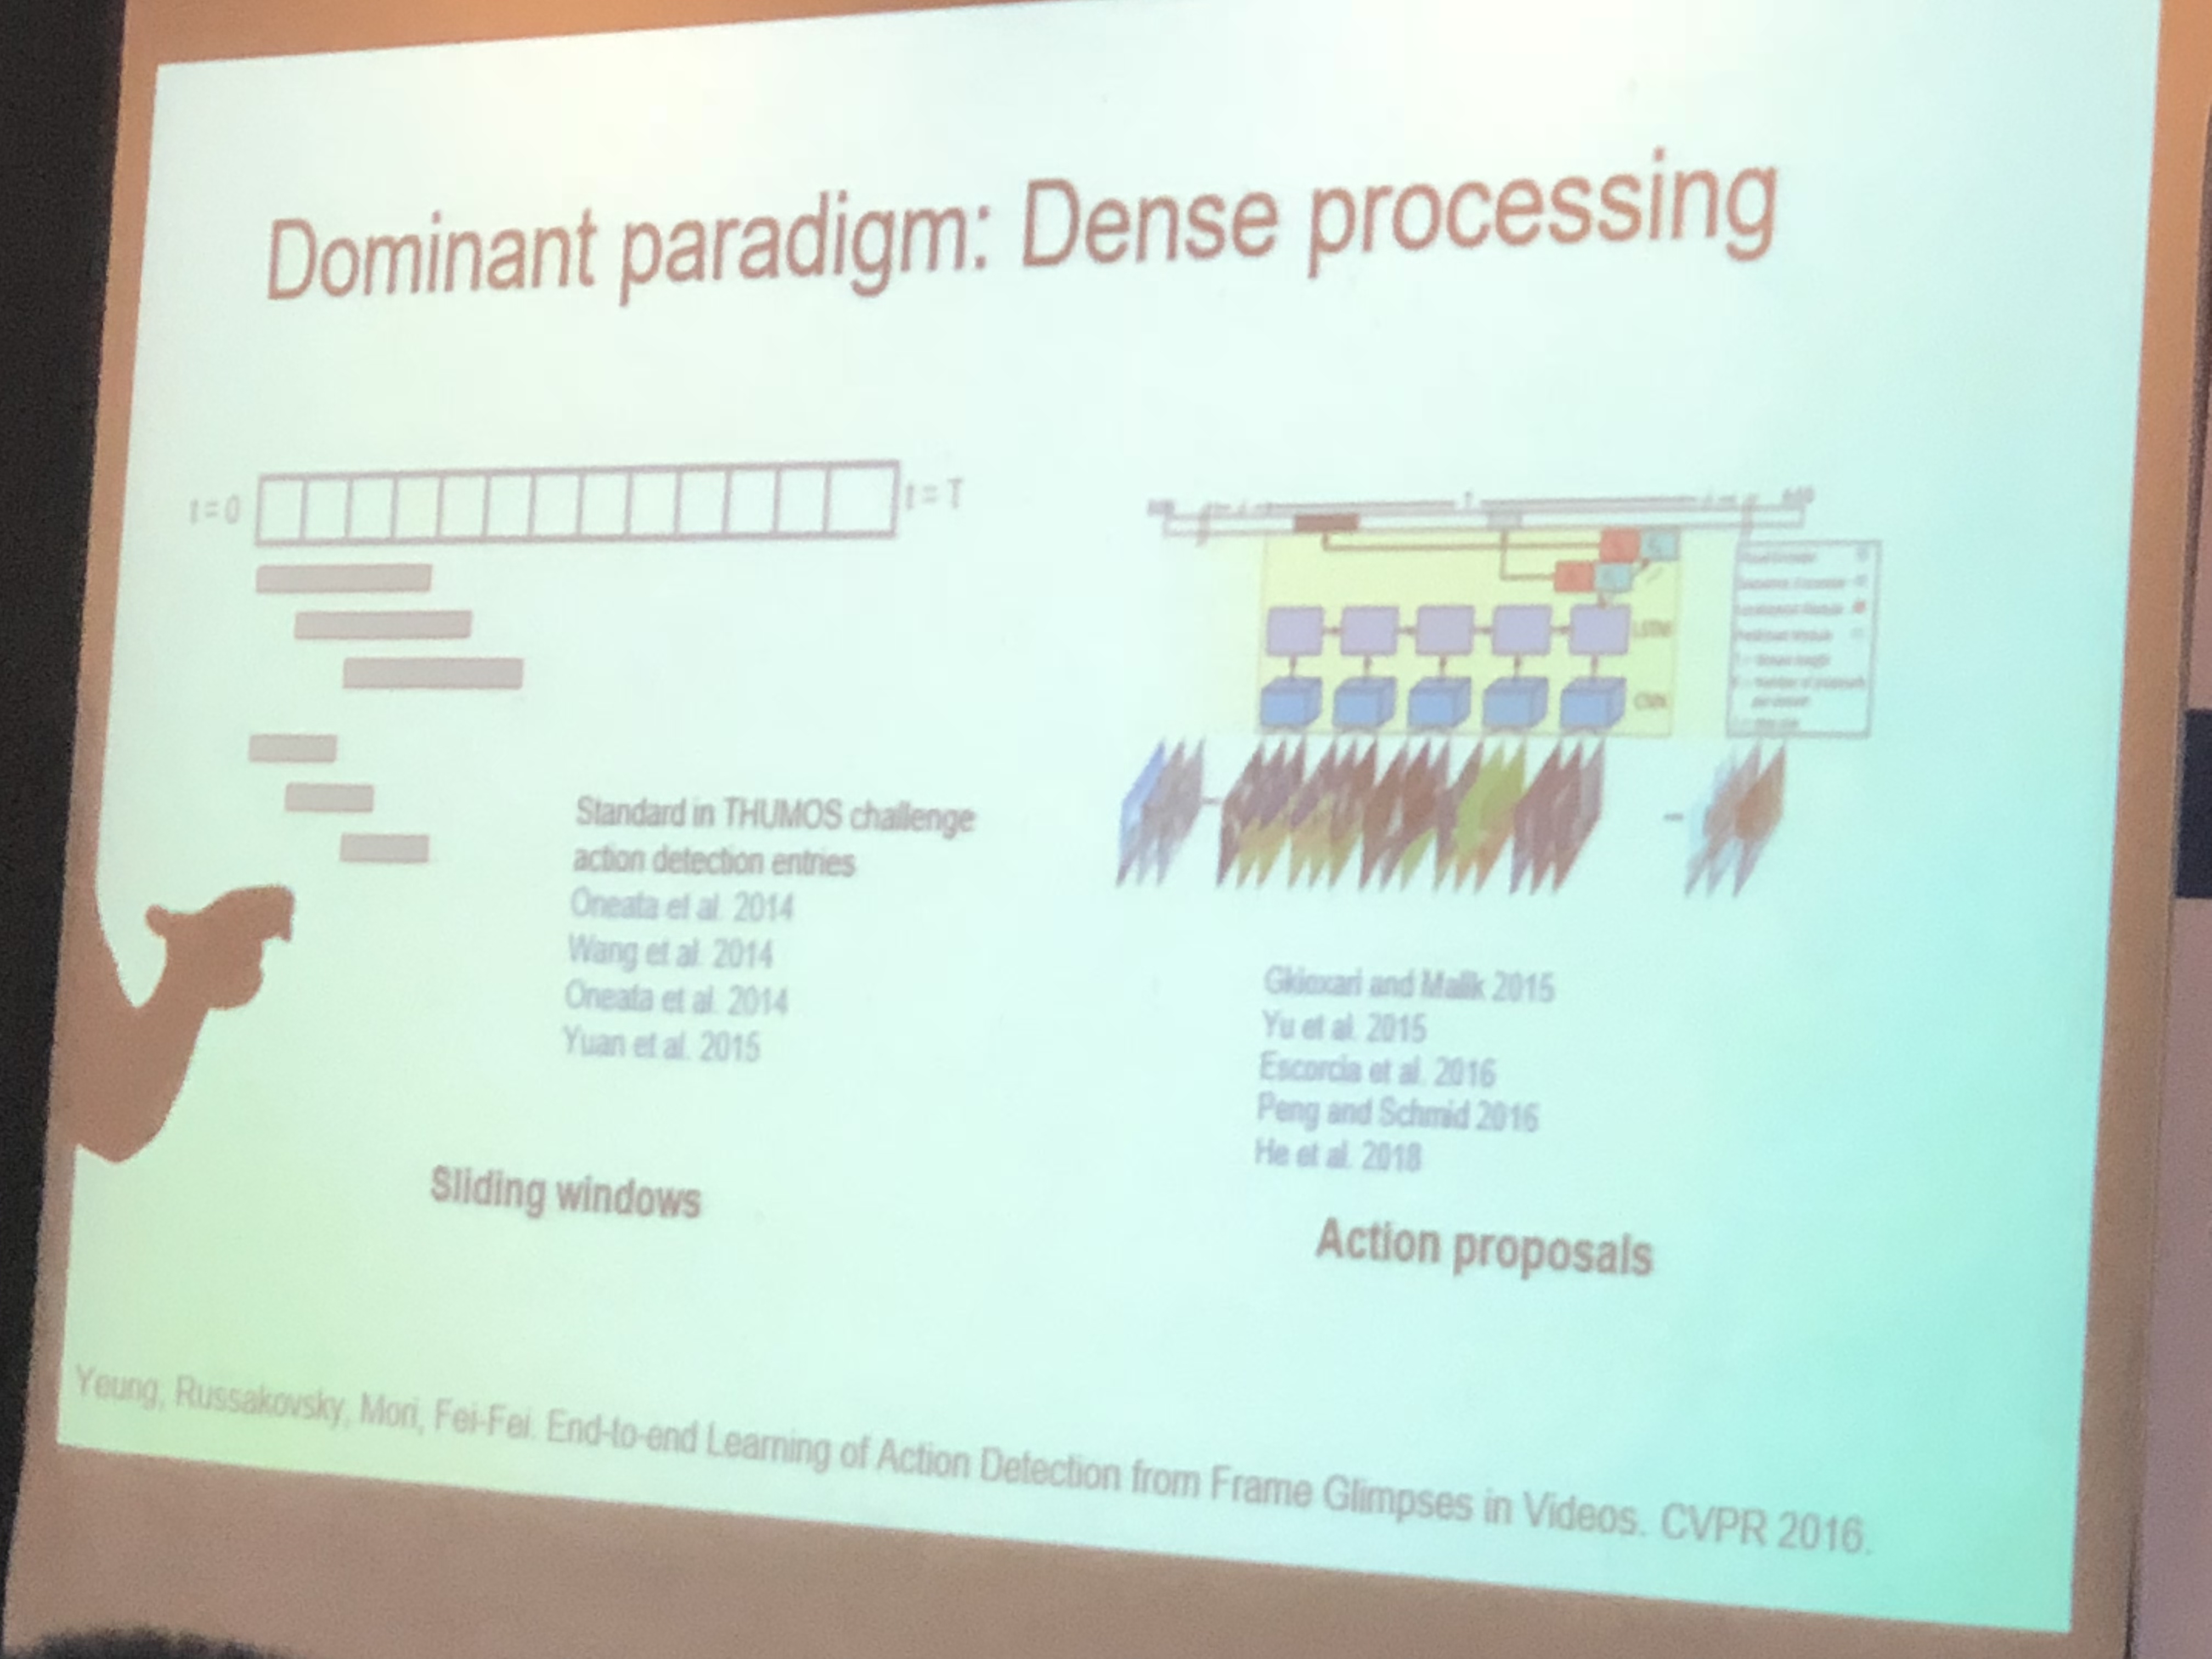 Dominant paradigm: Dense processing
t = 0
t = T
LSTM
CNN
Standard in THUMOS challenge
action detection entries
Oneata et al. 2014
Wang et al. 2014
Oneata et al. 2014
Yuan et al. 2015
Sliding windows
Gkioxari and Malik 2015
Yu et al. 2015
Escorcia et al. 2016
Peng and Schmid 2016
He et al. 2018
Action proposals
Yeung, Russakovsky, Mori, Fei-Fei. End-to-end Learning of Action Detection from Frame Glimpses in Videos. CVPR 2016.